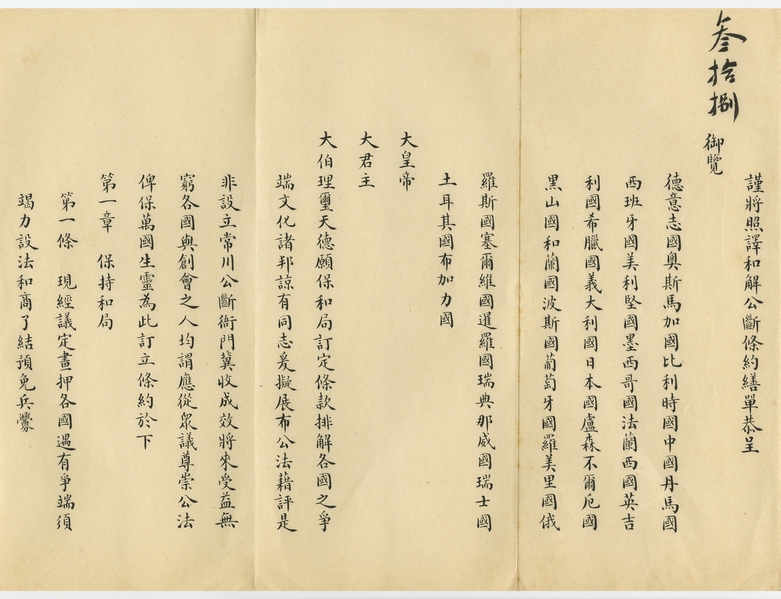 叁拾捌
謹將照譯和解公斷條約繕單恭呈
御覽
德意志國奧斯馬加國比利時國中國丹馬國
西班牙國美利堅國墨西哥國法蘭西國英吉
利國希臘國義大利國日本國盧森不爾厄國
黑山國和蘭國波斯國葡萄牙國羅美里國俄
羅斯國塞爾維國暹羅國瑞典那威國瑞士國
土耳其國布加力國
大皇帝
大君主
大伯理璽天德願保和局訂定條款排解各國之爭
端文化諸邦諒有同志爰擬展布公法藉評是
非設立常川公斷衙門冀收成效將來受益無
窮各國與創會之人均謂應從眾議尊崇公法
俾保萬國生靈為此訂立條約於下
第一章 保持和局
第一條 現經議定畫押各國遇有爭端須
竭力設法和商了結預免兵釁